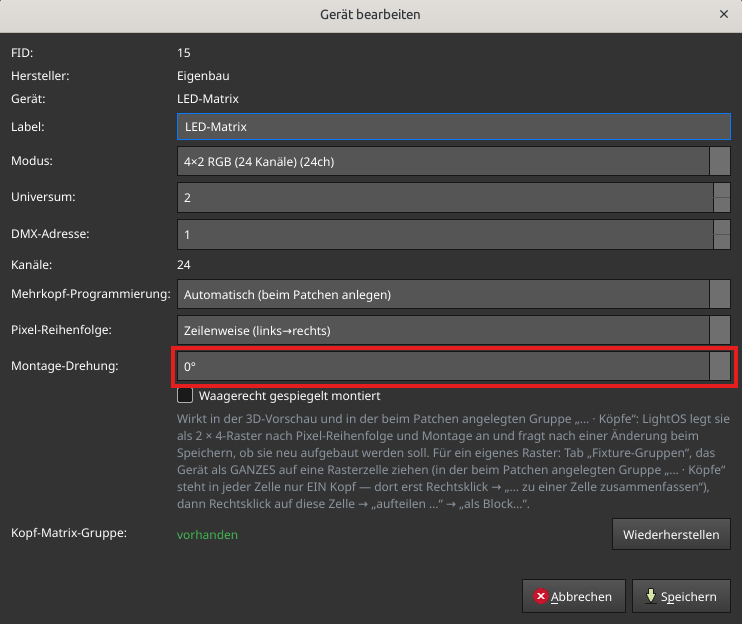 Gerät bearbeiten
FID: 15
Hersteller: Eigenbau
Gerät: LED-Matrix
Label: LED-Matrix
Modus: 4×2 RGB (24 Kanäle) (24ch)
Universum: 2
DMX-Adresse: 1
Kanäle: 24
Mehrkopf-Programmierung: Automatisch (beim Patchen anlegen)
Pixel-Reihenfolge: Zeilenweise (links→rechts)
Montage-Drehung: 0°
Waagerecht gespiegelt montiert
Wirkt in der 3D-Vorschau und in der beim Patchen angelegten Gruppe „… · Köpfe“: LightOS legt sie
als 2 × 4-Raster nach Pixel-Reihenfolge und Montage an und fragt nach einer Änderung beim
Speichern, ob sie neu aufgebaut werden soll. Für ein eigenes Raster: Tab „Fixture-Gruppen“, das
Gerät als GANZES auf eine Rasterzelle ziehen (in der beim Patchen angelegten Gruppe „… · Köpfe“
steht in jeder Zelle nur EIN Kopf — dort erst Rechtsklick → „… zu einer Zelle zusammenfassen“),
dann Rechtsklick auf diese Zelle → „aufteilen …“ → „als Block…“.
Kopf-Matrix-Gruppe: vorhanden Wiederherstellen
Abbrechen Speichern